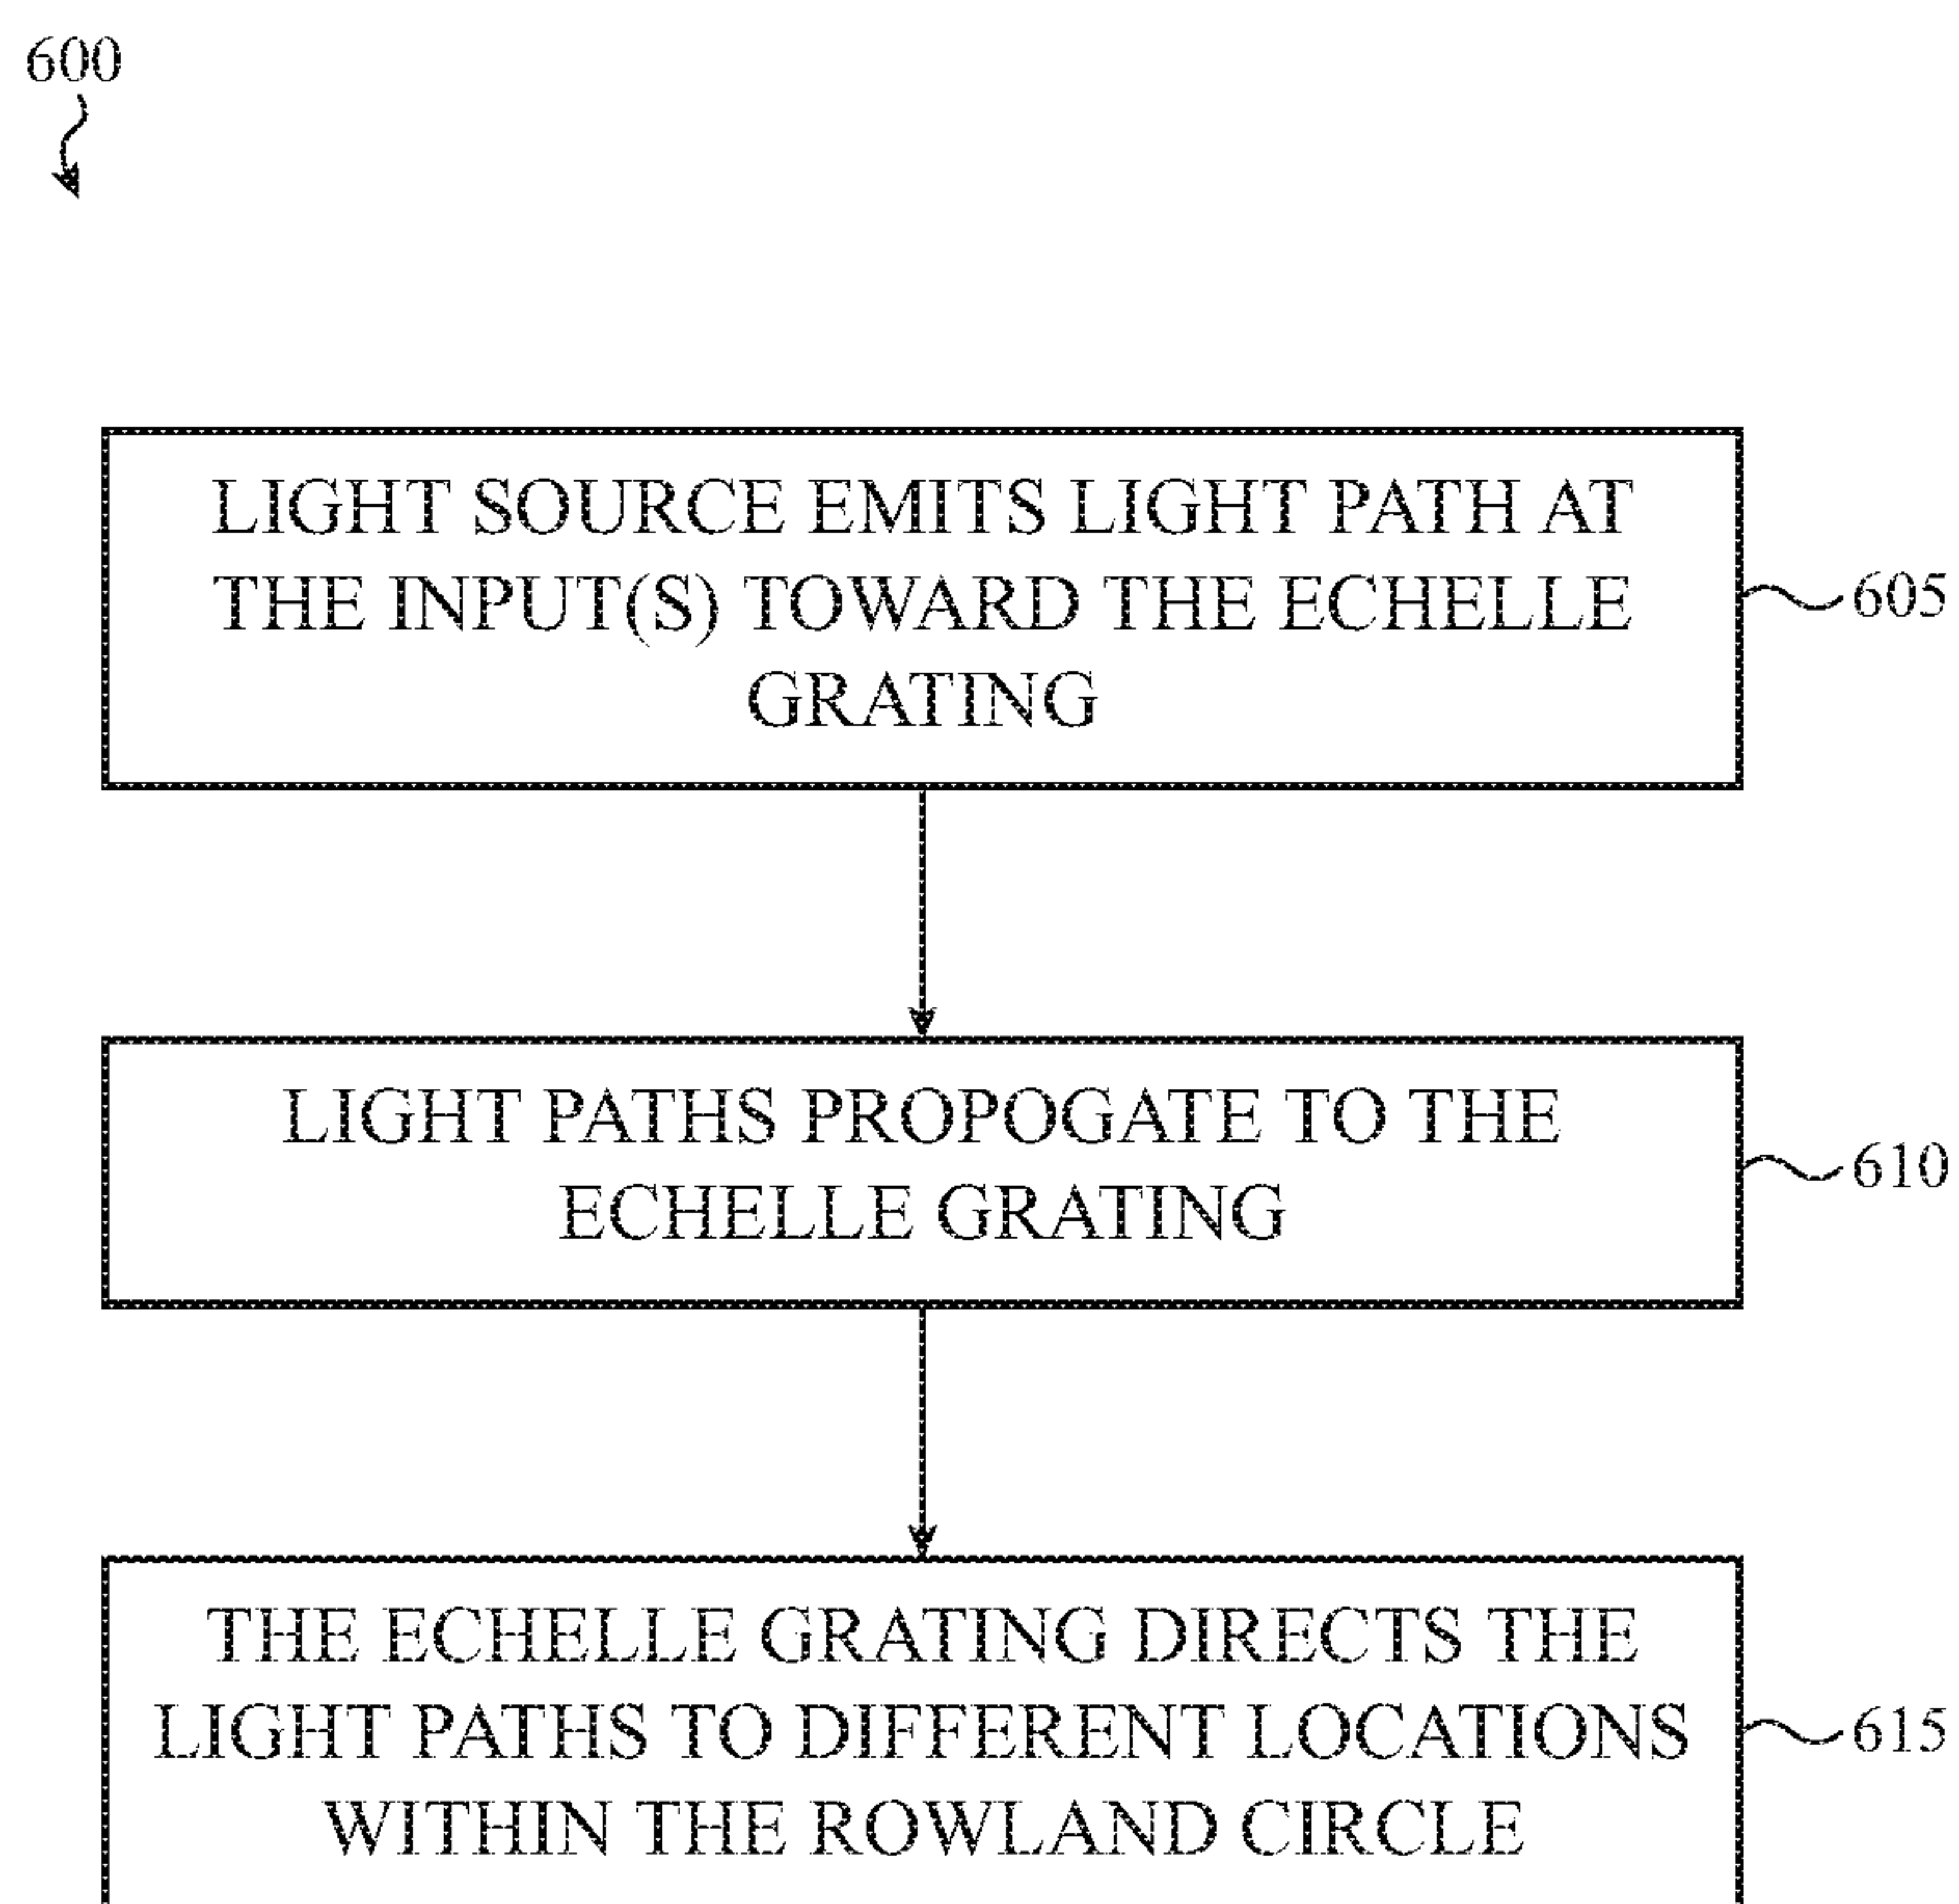 600
LIGHT SOURCE EMITS LIGHT PATH AT
THE INPUT(S) TOWARD THE ECHELLE
GRATING
605
LIGHT PATHS PROPOGATE TO THE
ECHELLE GRATING
610
THE ECHELLE GRATING DIRECTS THE
LIGHT PATHS TO DIFFERENT LOCATIONS
WITHIN THE ROWLAND CIRCLE
615